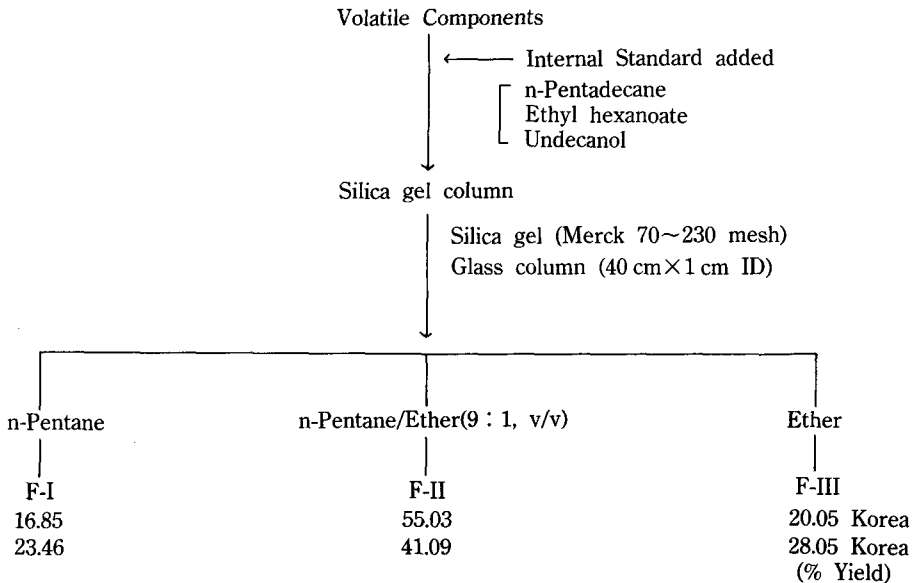 Volatile Components
Internal Standard added
n-Pentadecane
Ethyl hexanoate
Undecanol
Silica gel column
Silica gel (Merck 70~230 mesh)
Glass column (40 cm×1 cm ID)
n-Pentane n-Pentane/Ether(9 : 1, v/v) Ether
F-I F-II F-III
16.85 55.03 20.05 Korea
23.46 41.09 28.05 Korea
(% Yield)